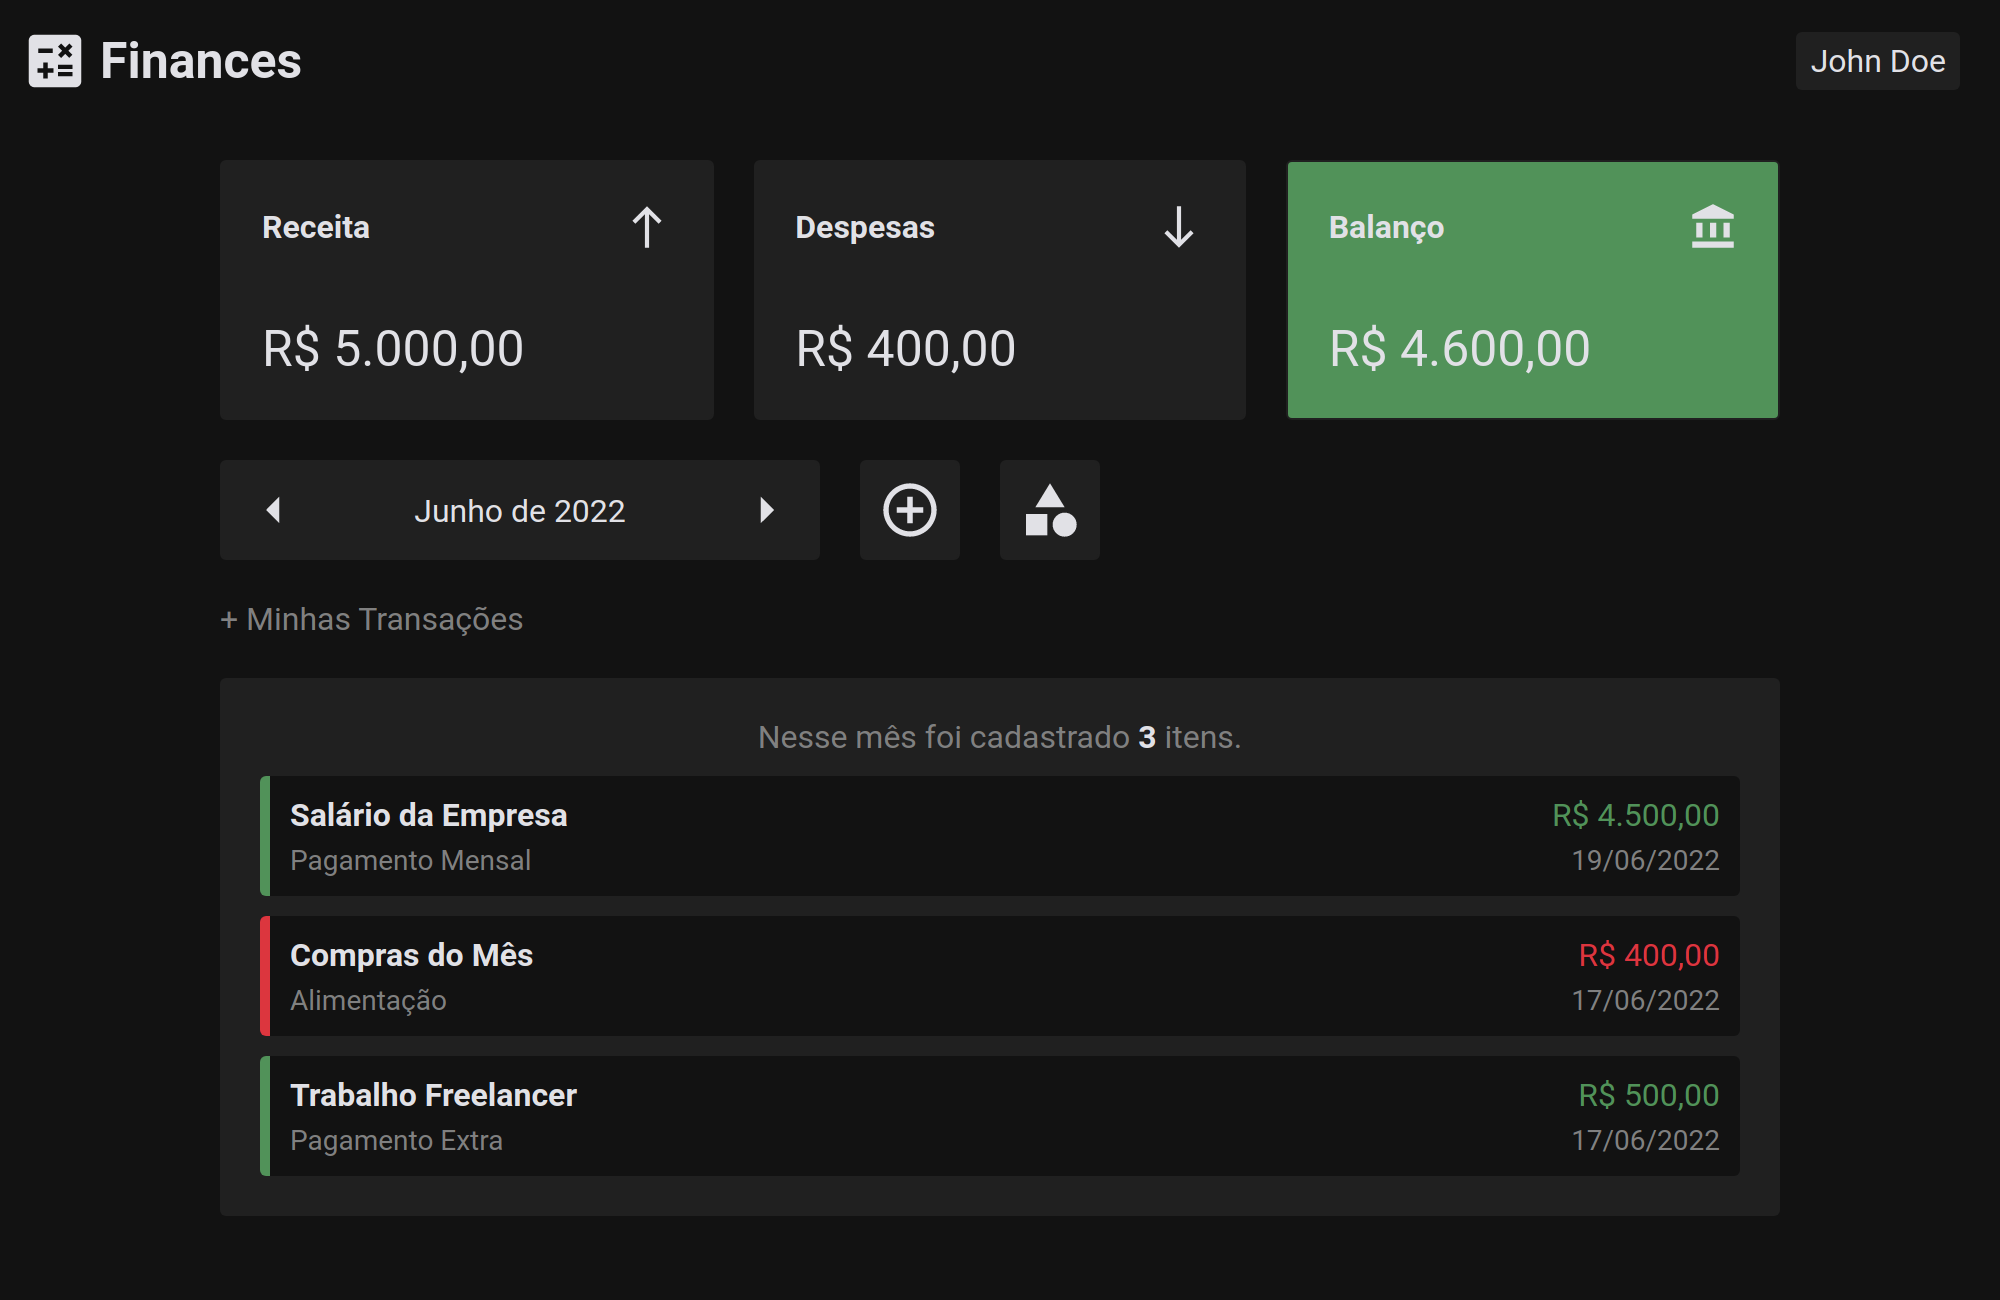 Finances
John Doe
Receita
Despesas
Balanço
R$ 5.000,00
R$ 400,00
R$ 4.600,00
Junho de 2022
+ Minhas Transações
Nesse mês foi cadastrado 3 itens.
Salário da Empresa
R$ 4.500,00
Pagamento Mensal
19/06/2022
Compras do Mês
R$ 400,00
Alimentação
17/06/2022
Trabalho Freelancer
R$ 500,00
Pagamento Extra
17/06/2022